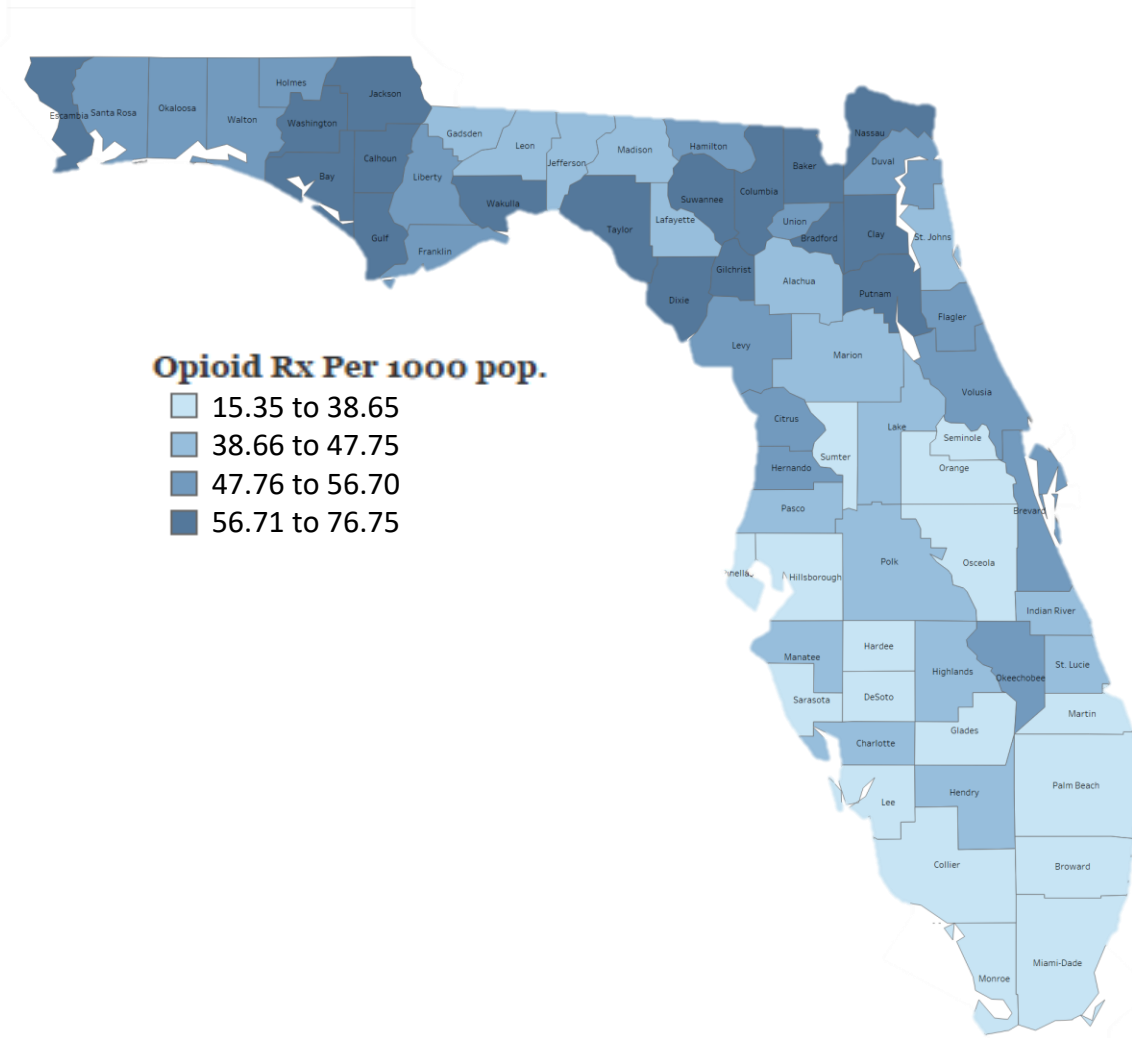 Holmes
Jackson
Escambia
Santa Rosa
Okaloosa
Walton
Washington
Gadsden
Leon
Jefferson
Madison
Hamilton
Nassau
Duval
Baker
Calhoun
Bay
Liberty
Wakulla
Suwannee
Columbia
Lafayette
Taylor
Union
Bradford
Clay
St. Johns
Gulf
Franklin
Gilchrist
Alachua
Dixie
Putnam
Flagler
Levy
Marion
Opioid Rx Per 1000 pop.
15.35 to 38.65
38.66 to 47.75
47.76 to 56.70
56.71 to 76.75
Volusia
Citrus
Lake
Seminole
Sumter
Orange
Hernando
Pasco
Brevard
Polk
Osceola
nellas
Hillsborough
Indian River
Manatee
Hardee
Highlands
Okeechobee
St. Lucie
Sarasota
DeSoto
Martin
Glades
Charlotte
Lee
Hendry
Palm Beach
Collier
Broward
Monroe
Miami-Dade